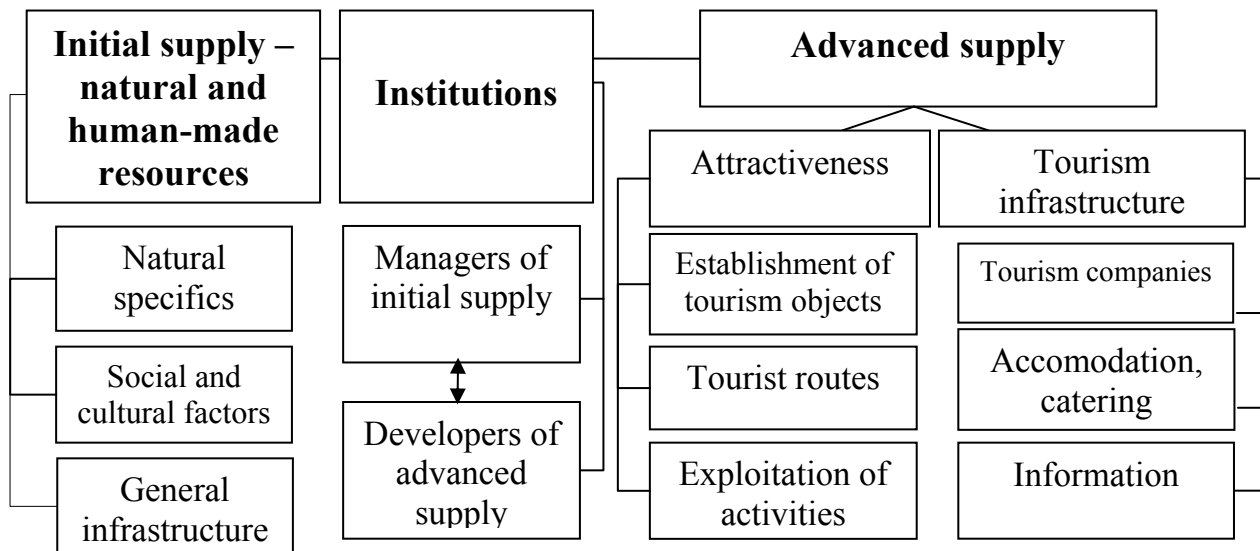 Initial supply –
natural and
human-made
resources
Institutions
Advanced supply
Attractiveness
Tourism
infrastructure
Natural
specifics
Managers of
initial supply
Establishment of
tourism objects
Tourism companies
Social and
cultural factors
Tourist routes
Accomodation,
catering
Developers of
advanced
supply
General
infrastructure
Exploitation of
activities
Information